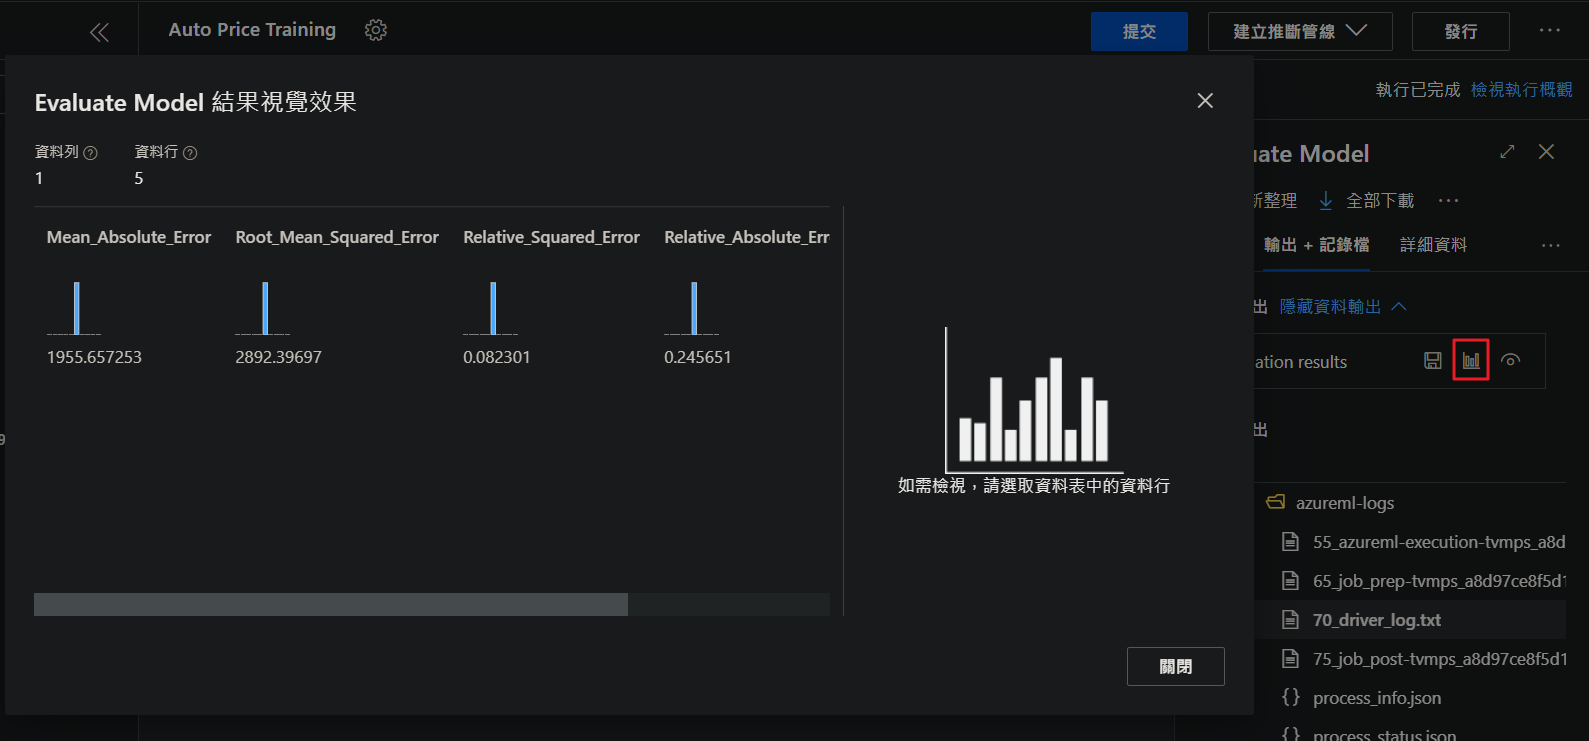 Auto Price Training
提交
建立推斷管線
發行
執行已完成 檢視執行概觀
Evaluate Model 結果視覺效果
資料列
資料行
1
5
Mean_Absolute_Error
Root_Mean_Squared_Error
Relative_Squared_Error
Relative_Absolute_Err
1955.657253
2892.39697
0.082301
0.245651
如需檢視，請選取資料表中的資料行
關閉
uate Model
新整理
全部下載
輸出 + 記錄檔
詳細資料
出 隱藏資料輸出
ation results
出
9
azureml-logs
55_azureml-execution-tvmps_a8d
65_job_prep-tvmps_a8d97ce8f5d1
70_driver_log.txt
75_job_post-tvmps_a8d97ce8f5d1
process_info.json
process_status.json